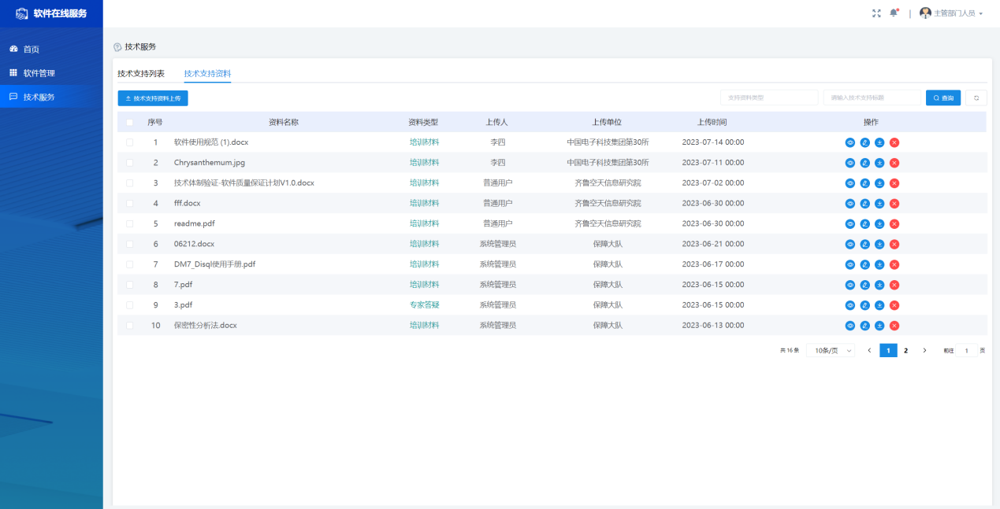 软件在线服务
主管部门人员
首页
软件管理
技术服务
技术服务
技术支持列表 技术支持资料
技术支持资料上传 支持资料类型 请输入技术支持标题 查询
序号 资料名称 资料类型 上传人 上传单位 上传时间 操作
1 软件使用规范 (1).docx 培训材料 李四 中国电子科技集团第30所 2023-07-14 00:00
2 Chrysanthemum.jpg 培训材料 李四 中国电子科技集团第30所 2023-07-11 00:00
3 技术体制验证-软件质量保证计划V1.0.docx 培训材料 普通用户 齐鲁空天信息研究院 2023-07-02 00:00
4 fff.docx 培训材料 普通用户 齐鲁空天信息研究院 2023-06-30 00:00
5 readme.pdf 培训材料 普通用户 齐鲁空天信息研究院 2023-06-30 00:00
6 06212.docx 培训材料 系统管理员 保障大队 2023-06-21 00:00
7 DM7_Disql使用手册.pdf 培训材料 系统管理员 保障大队 2023-06-17 00:00
8 7.pdf 培训材料 系统管理员 保障大队 2023-06-15 00:00
9 3.pdf 专家答疑 系统管理员 保障大队 2023-06-15 00:00
10 保密性分析法.docx 培训材料 系统管理员 保障大队 2023-06-13 00:00
共 16 条 10条/页 1 2 前往 1 页